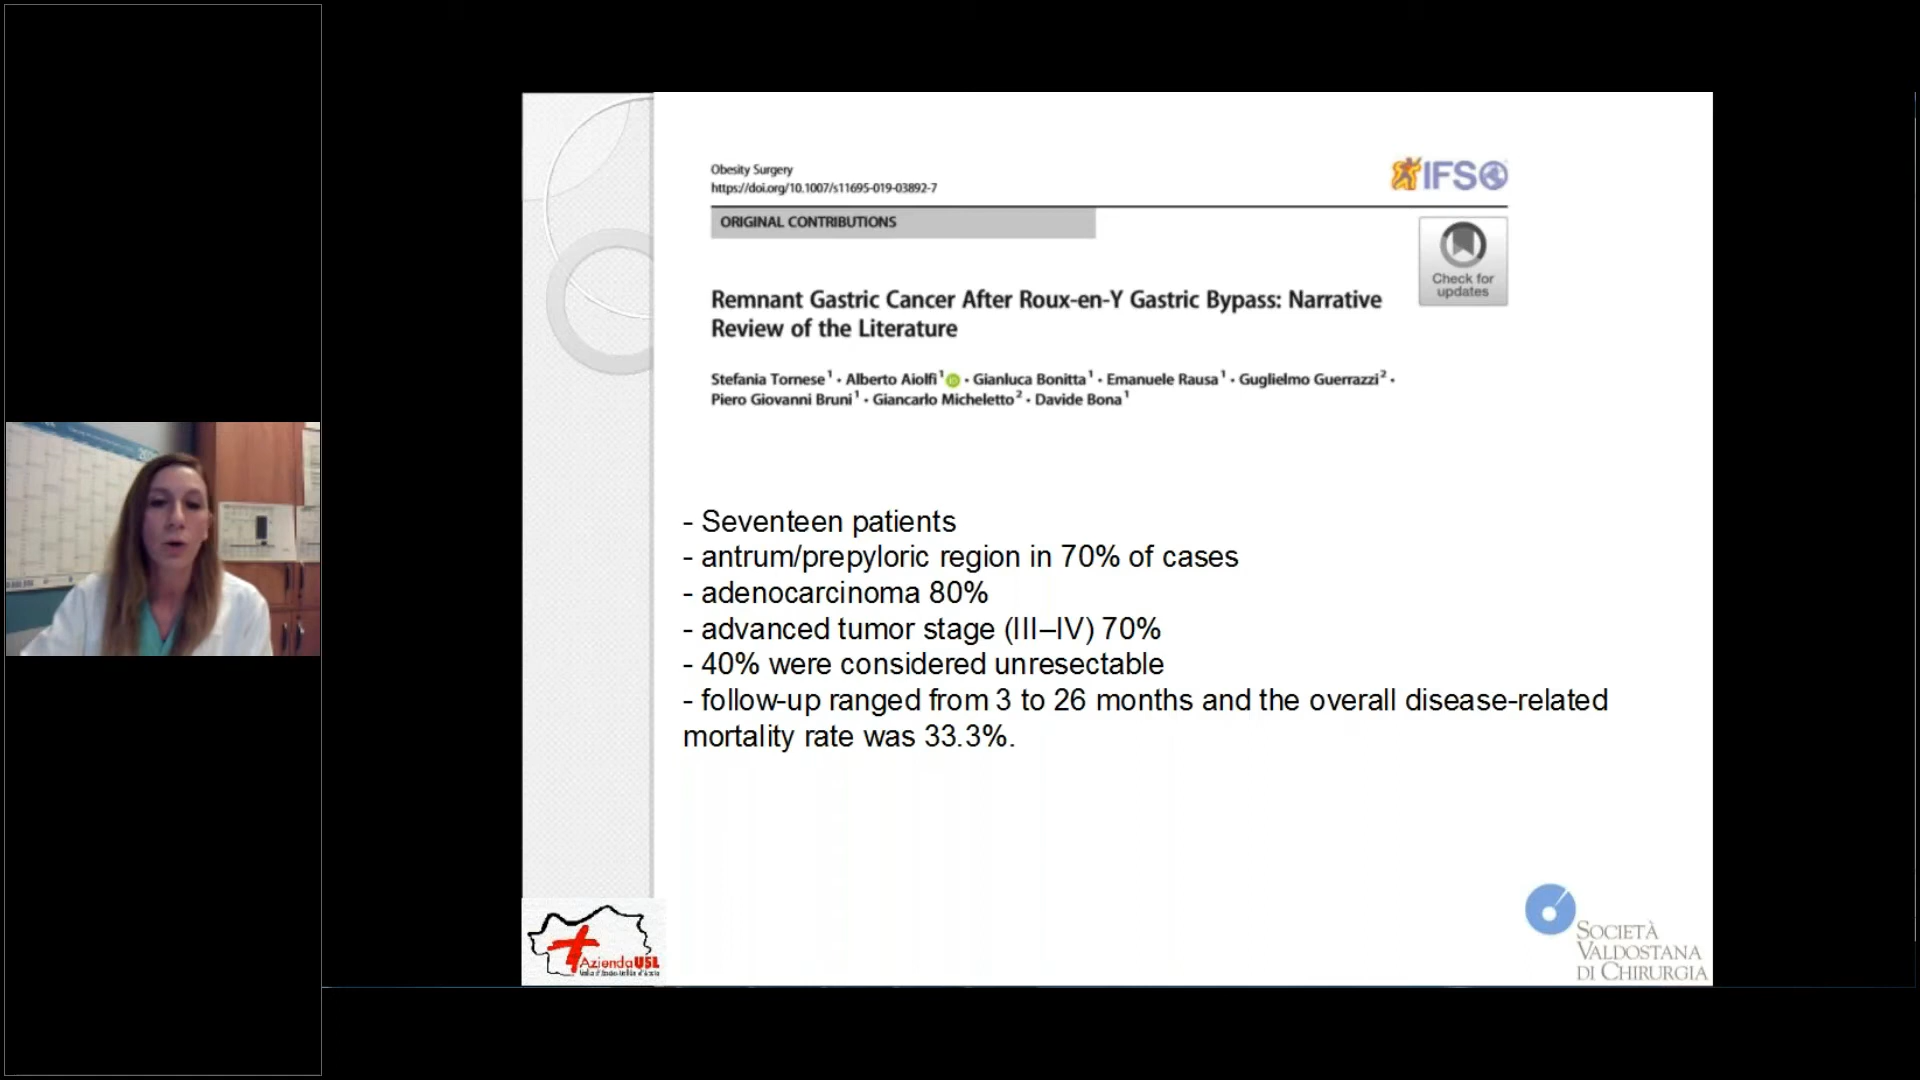 Obesity Surgery
https://doi.org/10.1007/s11695-019-03892-7
IFSO
ORIGINAL CONTRIBUTIONS
Check for
updates
Remnant Gastric Cancer After Roux-en-Y Gastric Bypass: Narrative
Review of the Literature
Stefania Tornese¹ · Alberto Aiolfi¹ · Gianluca Bonitta¹ · Emanuele Rausa¹ · Guglielmo Guerrazzi² ·
Piero Giovanni Bruni¹ · Giancarlo Micheletto² · Davide Bona¹
- Seventeen patients
- antrum/prepyloric region in 70% of cases
- adenocarcinoma 80%
- advanced tumor stage (III–IV) 70%
- 40% were considered unresectable
- follow-up ranged from 3 to 26 months and the overall disease-related
mortality rate was 33.3%.
AziendaUSL
SOCIETÀ
VALDOSTANA
DI CHIRURGIA